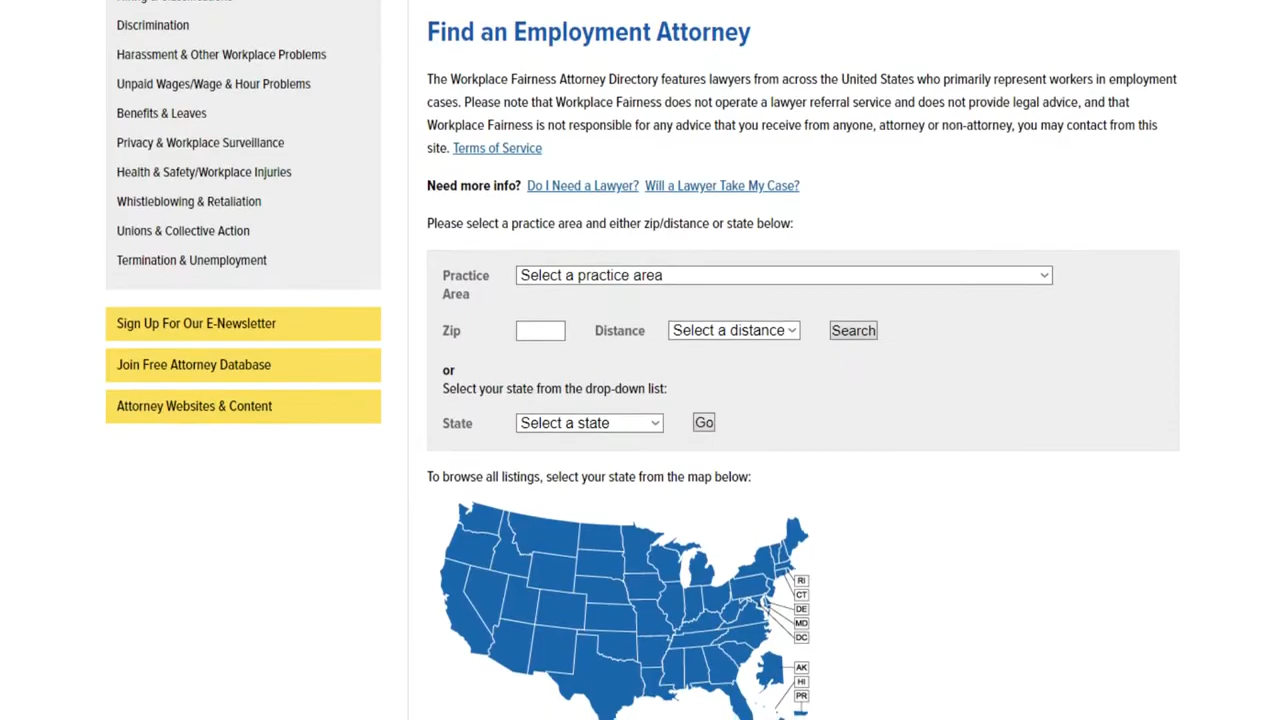 Discrimination
Harassment & Other Workplace Problems
Unpaid Wages/Wage & Hour Problems
Benefits & Leaves
Privacy & Workplace Surveillance
Health & Safety/Workplace Injuries
Whistleblowing & Retaliation
Unions & Collective Action
Termination & Unemployment
Sign Up For Our E-Newsletter
Join Free Attorney Database
Attorney Websites & Content
Find an Employment Attorney
The Workplace Fairness Attorney Directory features lawyers from across the United States who primarily represent workers in employment
cases. Please note that Workplace Fairness does not operate a lawyer referral service and does not provide legal advice, and that
Workplace Fairness is not responsible for any advice that you receive from anyone, attorney or non-attorney, you may contact from this
site. Terms of Service
Need more info? Do I Need a Lawyer? Will a Lawyer Take My Case?
Please select a practice area and either zip/distance or state below:
Practice Area Select a practice area
Zip Distance Select a distance Search
or
Select your state from the drop-down list:
State Select a state Go
To browse all listings, select your state from the map below:
RI
CT
DE
MD
DC
AK
HI
PR